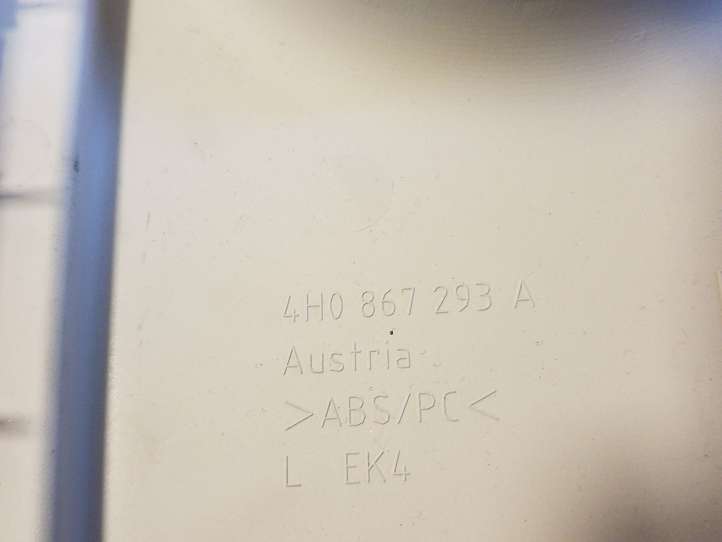 4H0 867 293 A
Austria
>ABS/PC<
L EK4